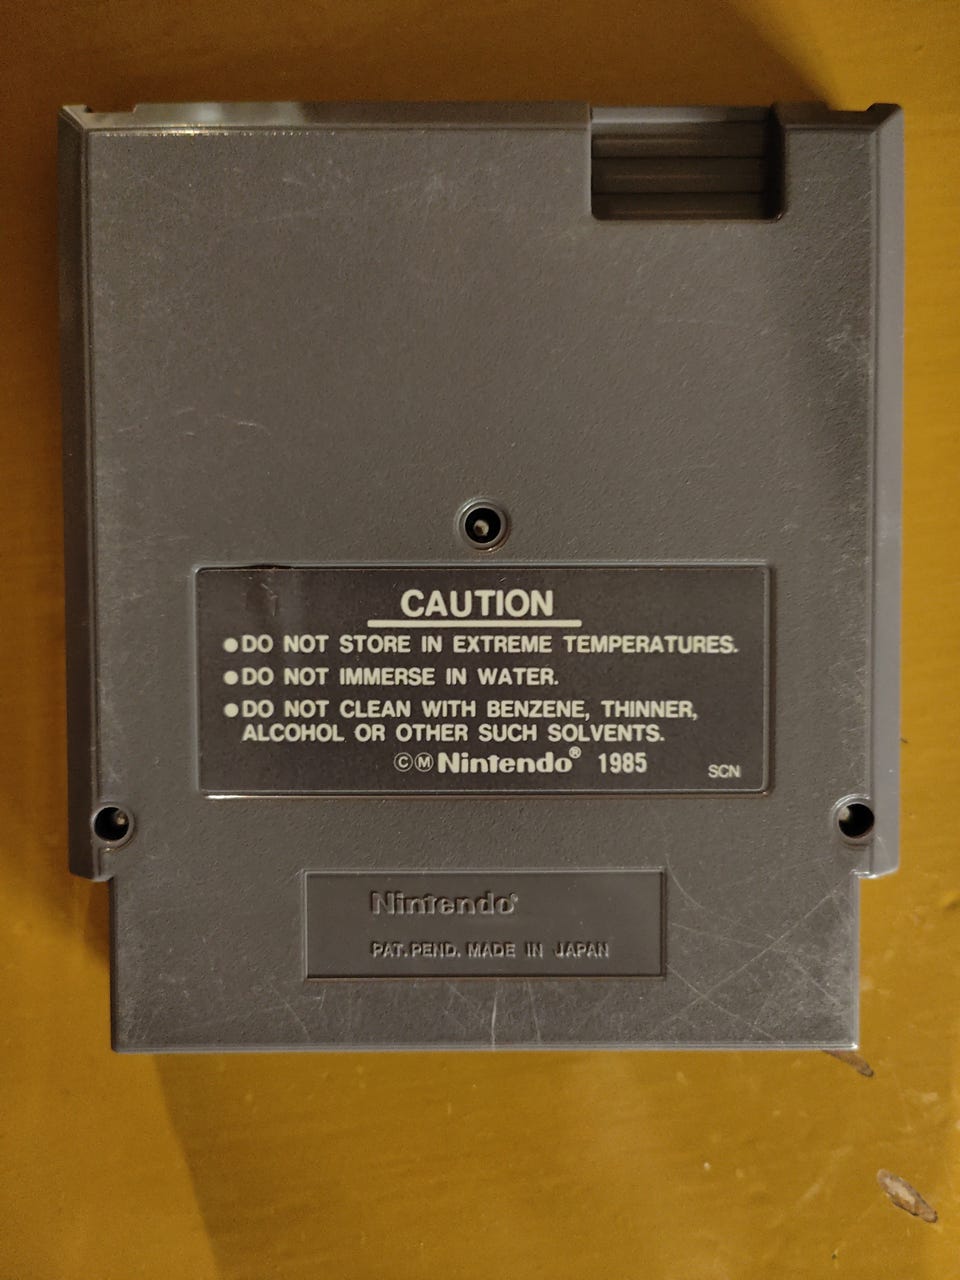 CAUTION
●DO NOT STORE IN EXTREME TEMPERATURES.
●DO NOT IMMERSE IN WATER.
●DO NOT CLEAN WITH BENZENE, THINNER,
ALCOHOL OR OTHER SUCH SOLVENTS.
ⒸⓂNintendo® 1985
SCN
Nintendo®
PAT.PEND. MADE IN JAPAN